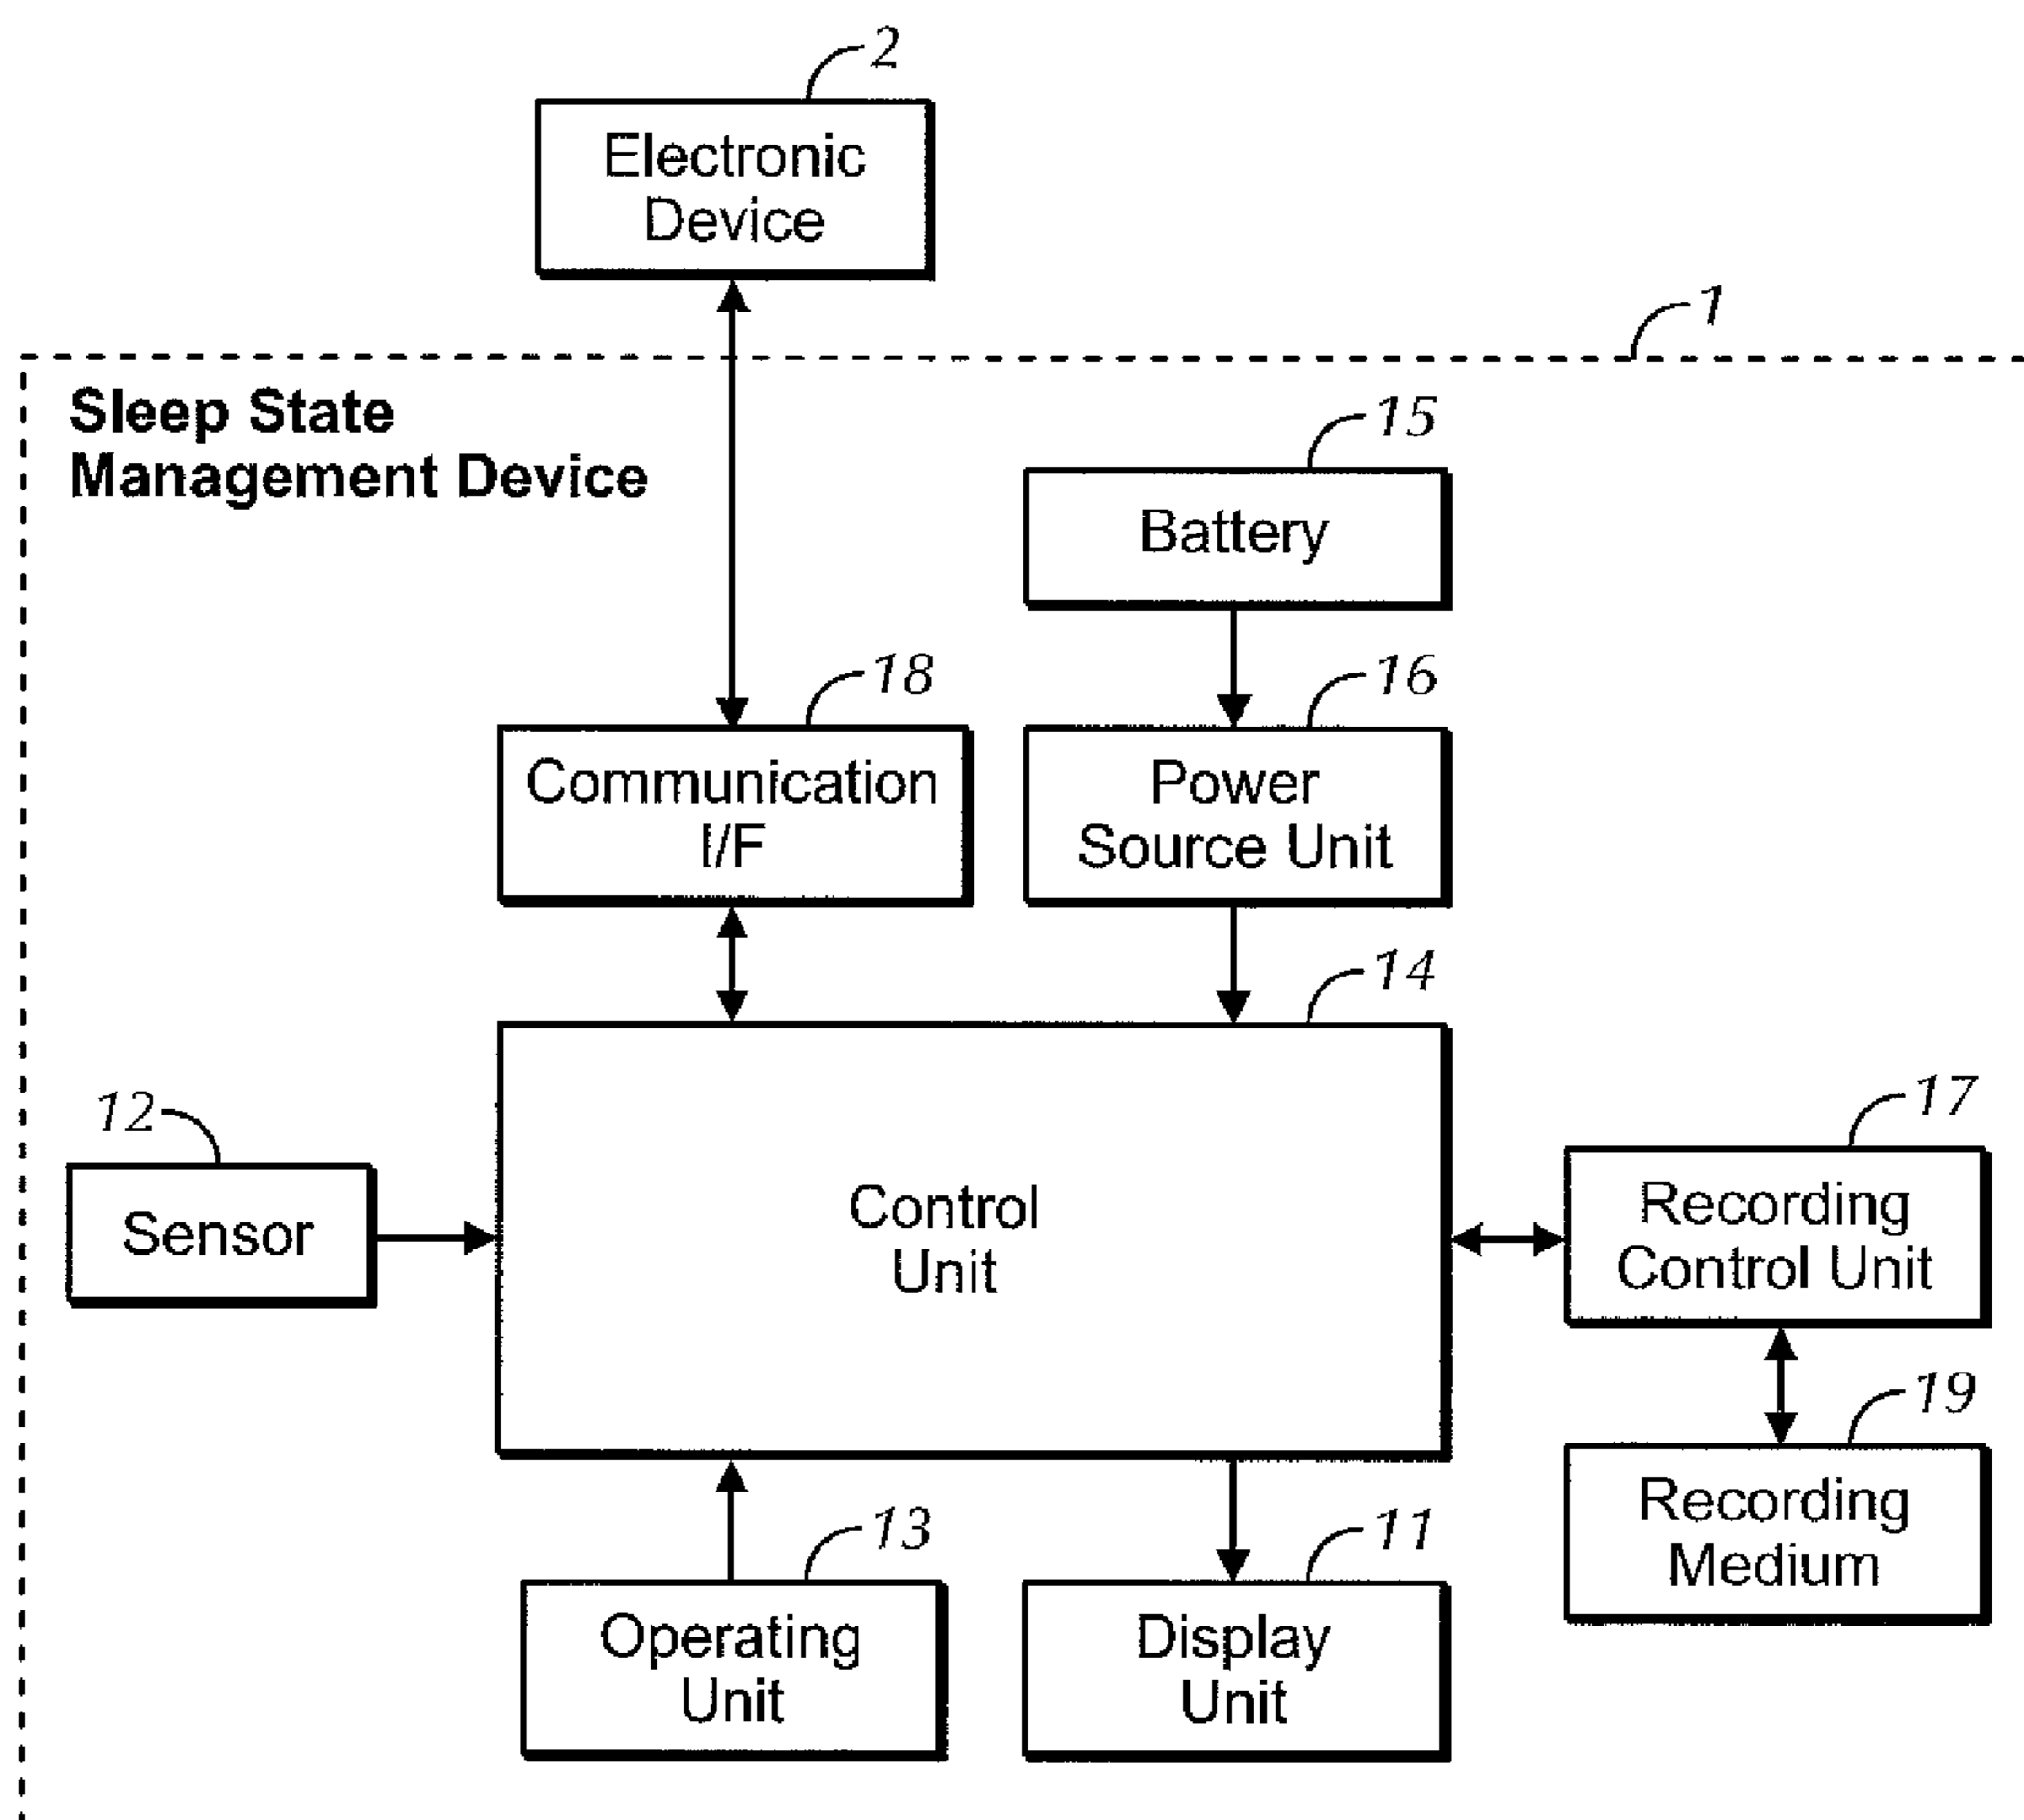 2
Electronic
Device
1
Sleep State
Management Device
15
Battery
18
Communication
I/F
16
Power
Source Unit
14
Control
Unit
12
Sensor
17
Recording
Control Unit
19
Recording
Medium
13
Operating
Unit
11
Display
Unit